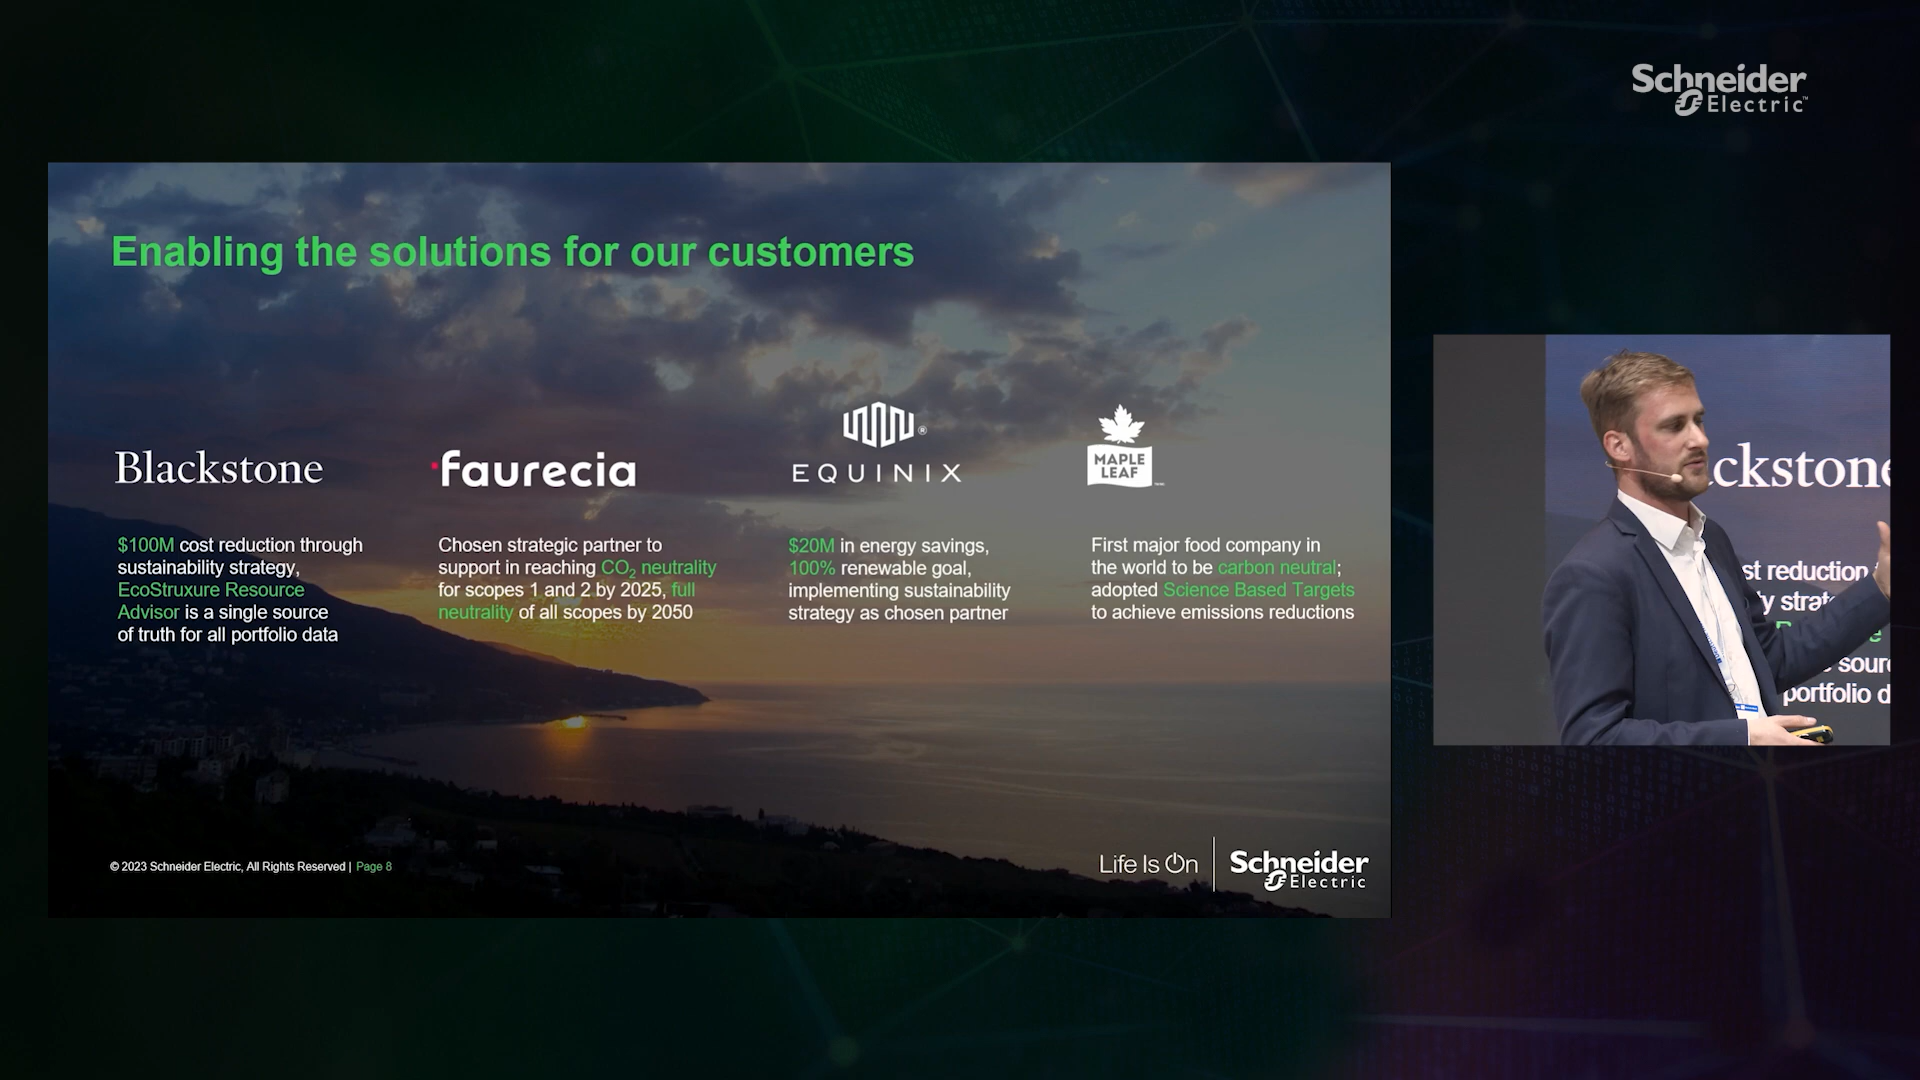 Schneider
Electric™
Enabling the solutions for our customers
Blackstone
$100M cost reduction through
sustainability strategy,
EcoStruxure Resource
Advisor is a single source
of truth for all portfolio data
faurecia
Chosen strategic partner to
support in reaching CO₂ neutrality
for scopes 1 and 2 by 2025, full
neutrality of all scopes by 2050
®
EQUINIX
$20M in energy savings,
100% renewable goal,
implementing sustainability
strategy as chosen partner
MAPLE
LEAF
First major food company in
the world to be carbon neutral;
adopted Science Based Targets
to achieve emissions reductions
© 2023 Schneider Electric, All Rights Reserved | Page 8
Life Is On
Schneider
Electric
ckstone
st reduction
y strat
sour
portfolio d